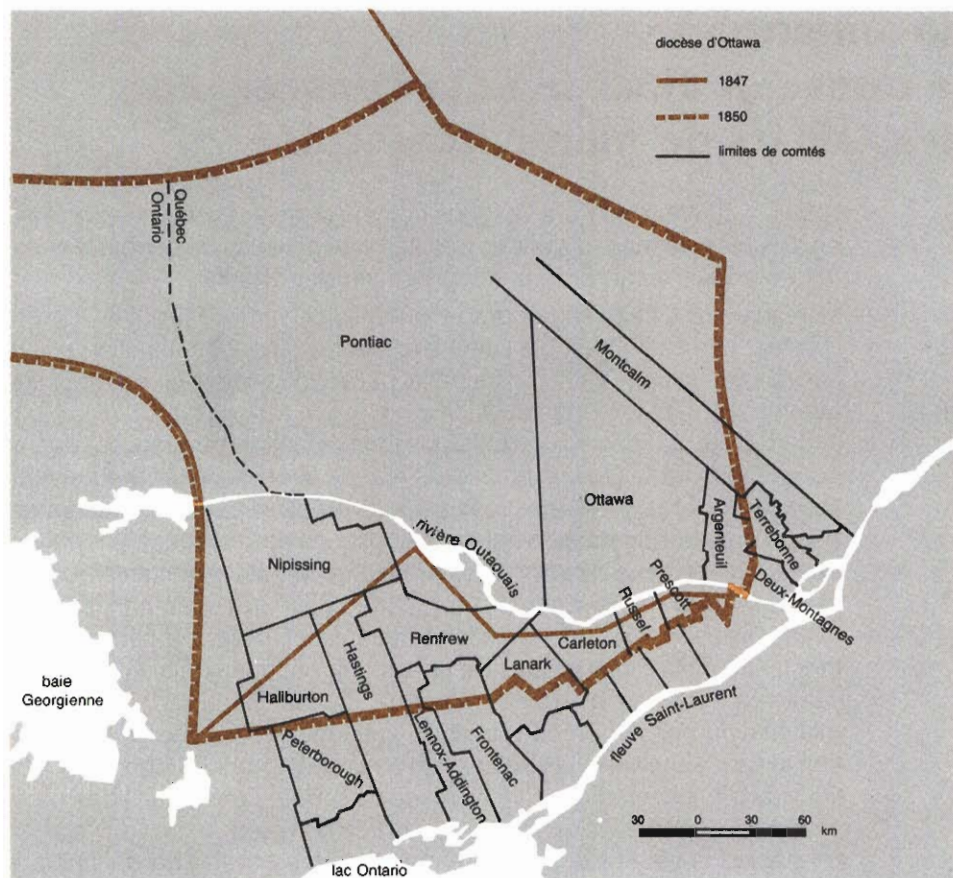 diocèse d'Ottawa
1847
1850
limites de comtés
Québec
Ontario
Pontiac
Montcalm
Ottawa
Argenteuil
Terrebonne
rivière Outaouais
Nipissing
Deux-Montagnes
Prescott
Russel
Carleton
Renfrew
Hastings
Lanark
Haliburton
baie
Georgienne
fleuve Saint-Laurent
Frontenac
Lennox-Addington
Peterborough
30 0 30 60
km
lac Ontario